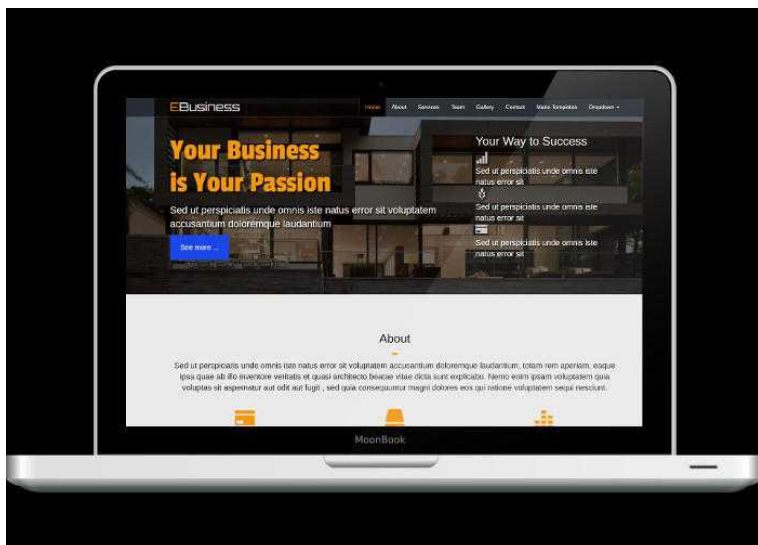 EBusiness
Home About Services Team Gallery Contact More Templates Dropdown
Your Business
is Your Passion
Sed ut perspiciatis unde omnis iste natus error sit voluptatem
accusantium doloremque laudantium
See more ...
Your Way to Success
Sed ut perspiciatis unde omnis iste
natus error sit
Sed ut perspiciatis unde omnis iste
natus error sit
Sed ut perspiciatis unde omnis iste
natus error sit
About
Sed ut perspiciatis unde omnis iste natus error sit voluptatem accusantium doloremque laudantium, totam rem aperiam, eaque
ipsa quae ab illo inventore veritatis et quasi architecto beatae vitae dicta sunt explicabo. Nemo enim ipsam voluptatem quia
voluptas sit aspernatur aut odit aut fugit , sed quia consequuntur magni dolores eos qui ratione voluptatem sequi nesciunt.
MoonBook